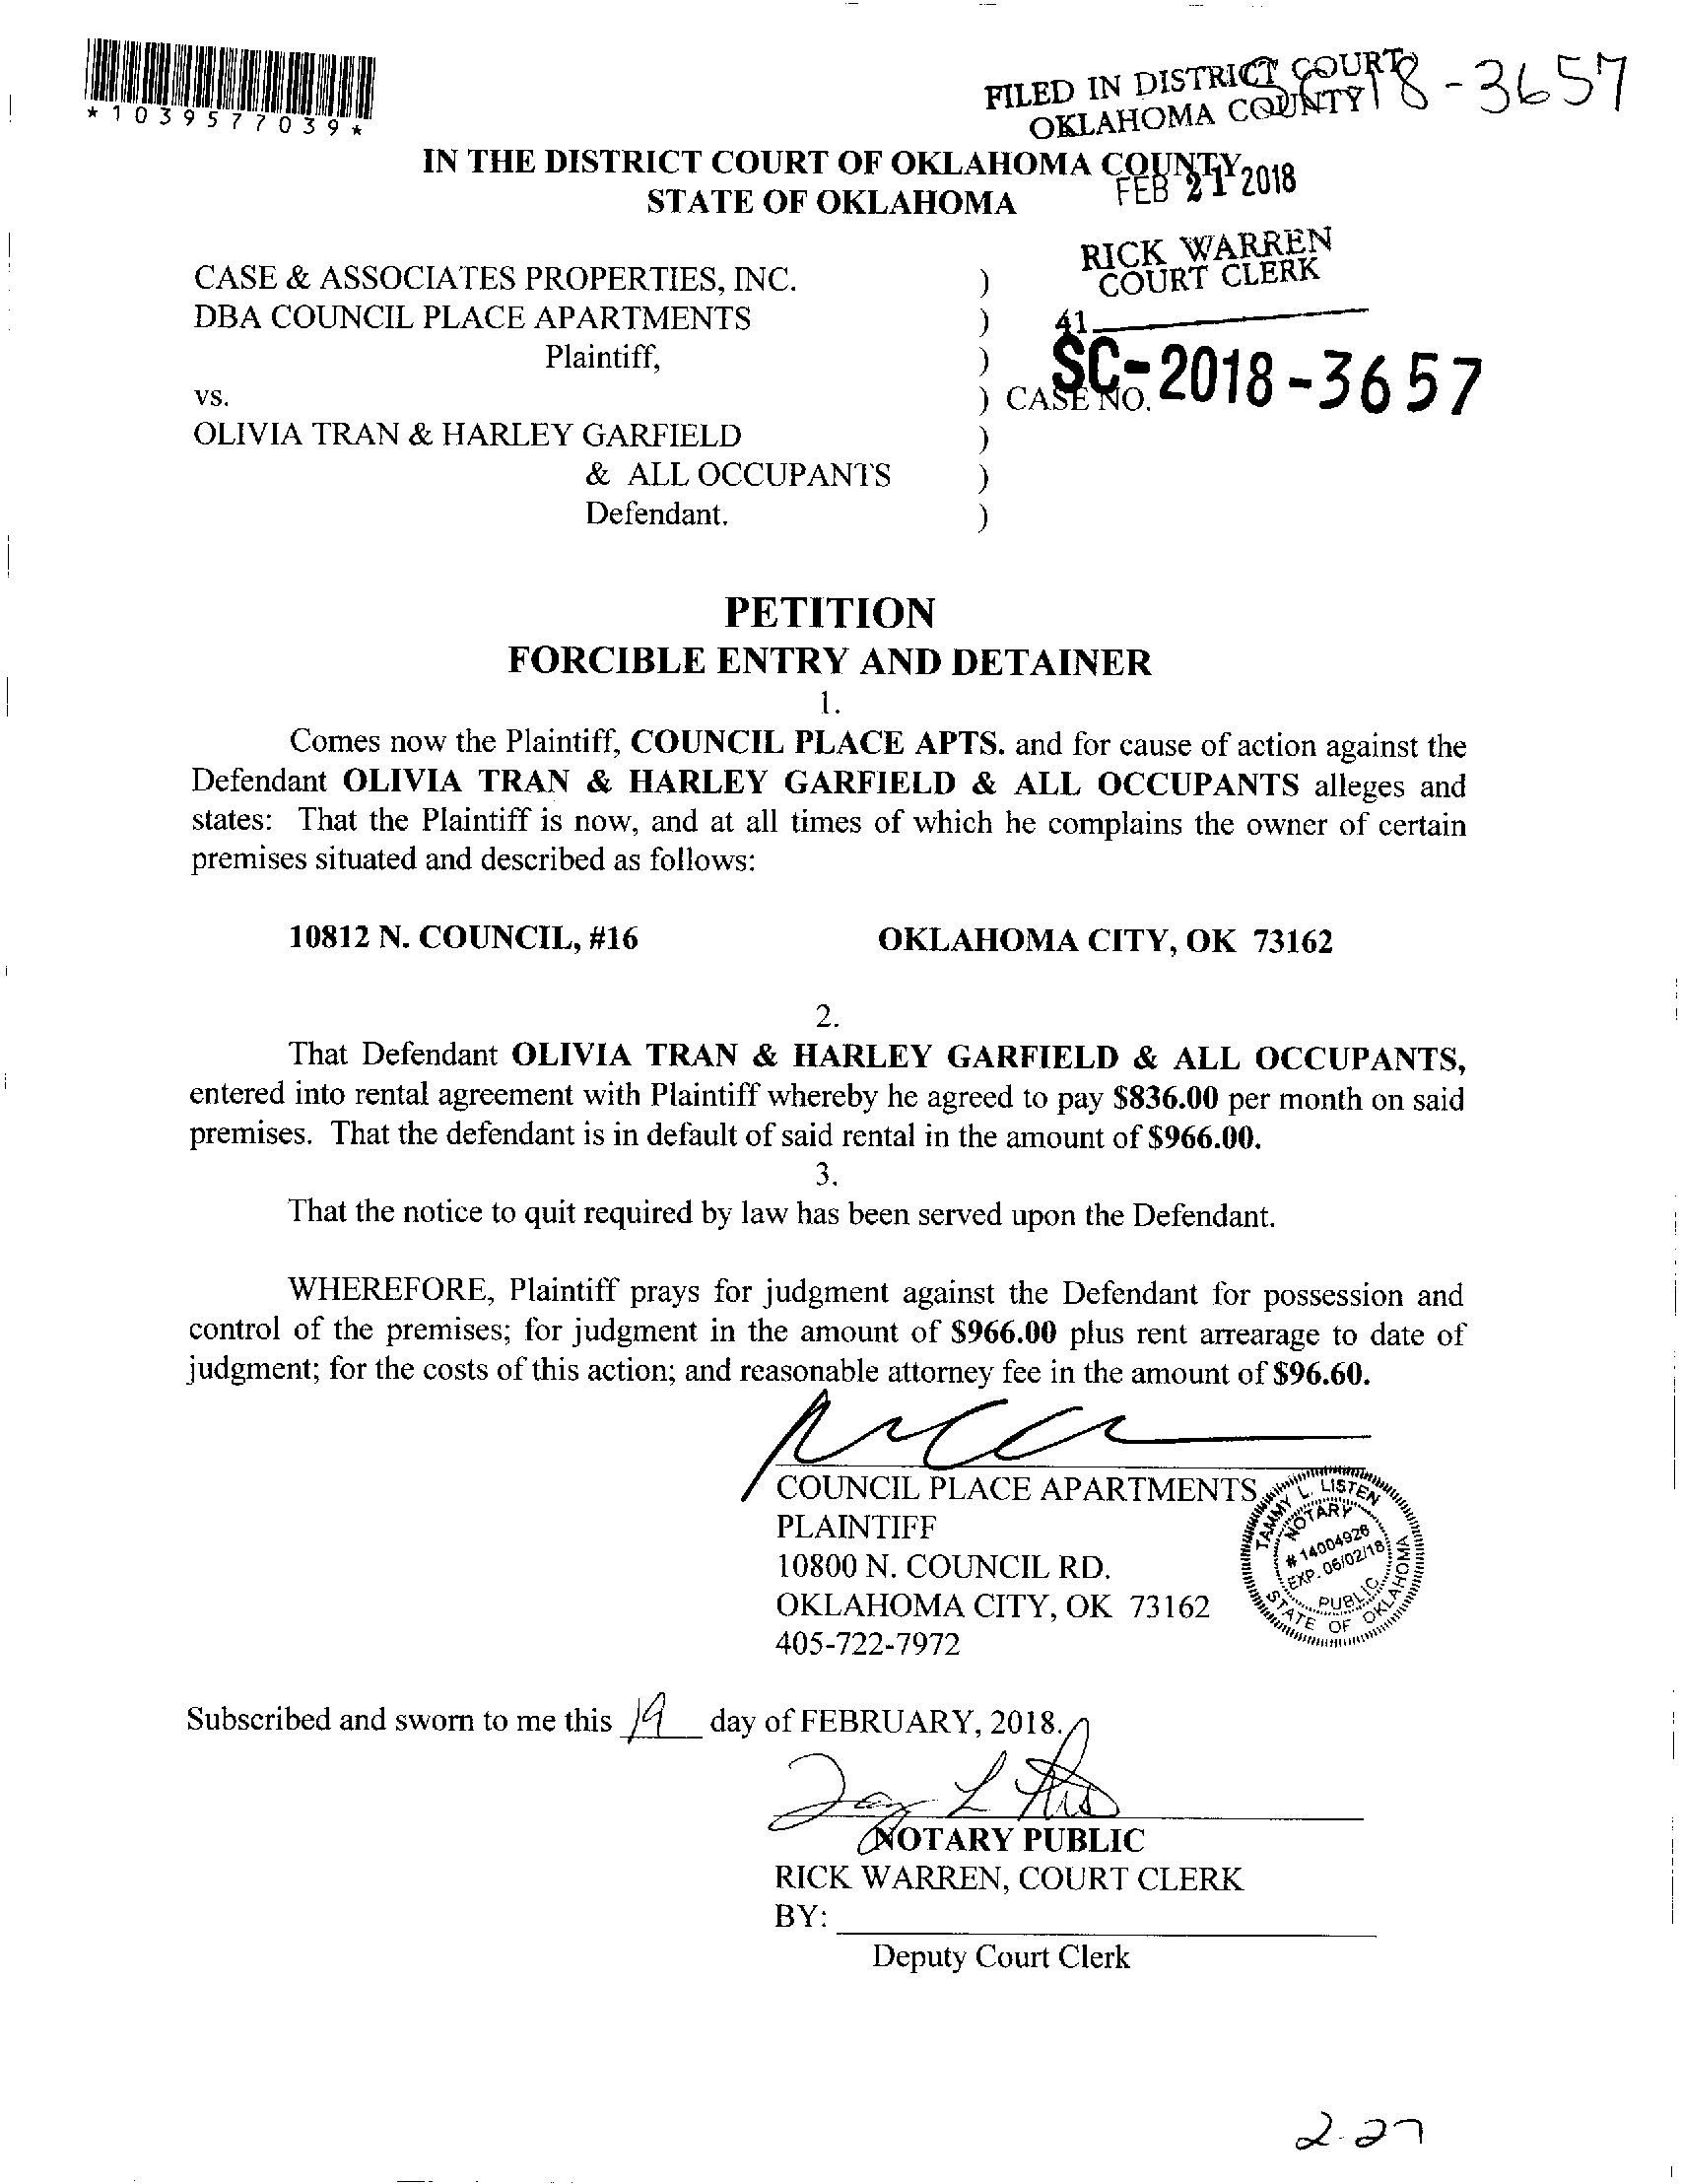 *1039577039*
SC18-3657
FILED IN DISTRICT COURT
OKLAHOMA COUNTY
IN THE DISTRICT COURT OF OKLAHOMA COUNTY
STATE OF OKLAHOMA
FEB 21 2018
RICK WARREN
COURT CLERK
41
CASE & ASSOCIATES PROPERTIES, INC. )
DBA COUNCIL PLACE APARTMENTS )
Plaintiff, )
vs. ) CASE NO. SC-2018-3657
OLIVIA TRAN & HARLEY GARFIELD )
& ALL OCCUPANTS )
Defendant. )
PETITION
FORCIBLE ENTRY AND DETAINER
1.
Comes now the Plaintiff, COUNCIL PLACE APTS. and for cause of action against the
Defendant OLIVIA TRAN & HARLEY GARFIELD & ALL OCCUPANTS alleges and
states: That the Plaintiff is now, and at all times of which he complains the owner of certain
premises situated and described as follows:
10812 N. COUNCIL, #16 OKLAHOMA CITY, OK 73162
2.
That Defendant OLIVIA TRAN & HARLEY GARFIELD & ALL OCCUPANTS,
entered into rental agreement with Plaintiff whereby he agreed to pay $836.00 per month on said
premises. That the defendant is in default of said rental in the amount of $966.00.
3.
That the notice to quit required by law has been served upon the Defendant.
WHEREFORE, Plaintiff prays for judgment against the Defendant for possession and
control of the premises; for judgment in the amount of $966.00 plus rent arrearage to date of
judgment; for the costs of this action; and reasonable attorney fee in the amount of $96.60.
COUNCIL PLACE APARTMENTS
PLAINTIFF
10800 N. COUNCIL RD.
OKLAHOMA CITY, OK 73162
405-722-7972
TAMMY L. LISTEN
NOTARY
# 14004926
EXP. 06/02/18
PUBLIC
STATE OF OKLAHOMA
Subscribed and sworn to me this 19 day of FEBRUARY, 2018.
NOTARY PUBLIC
RICK WARREN, COURT CLERK
BY:
Deputy Court Clerk
2-27